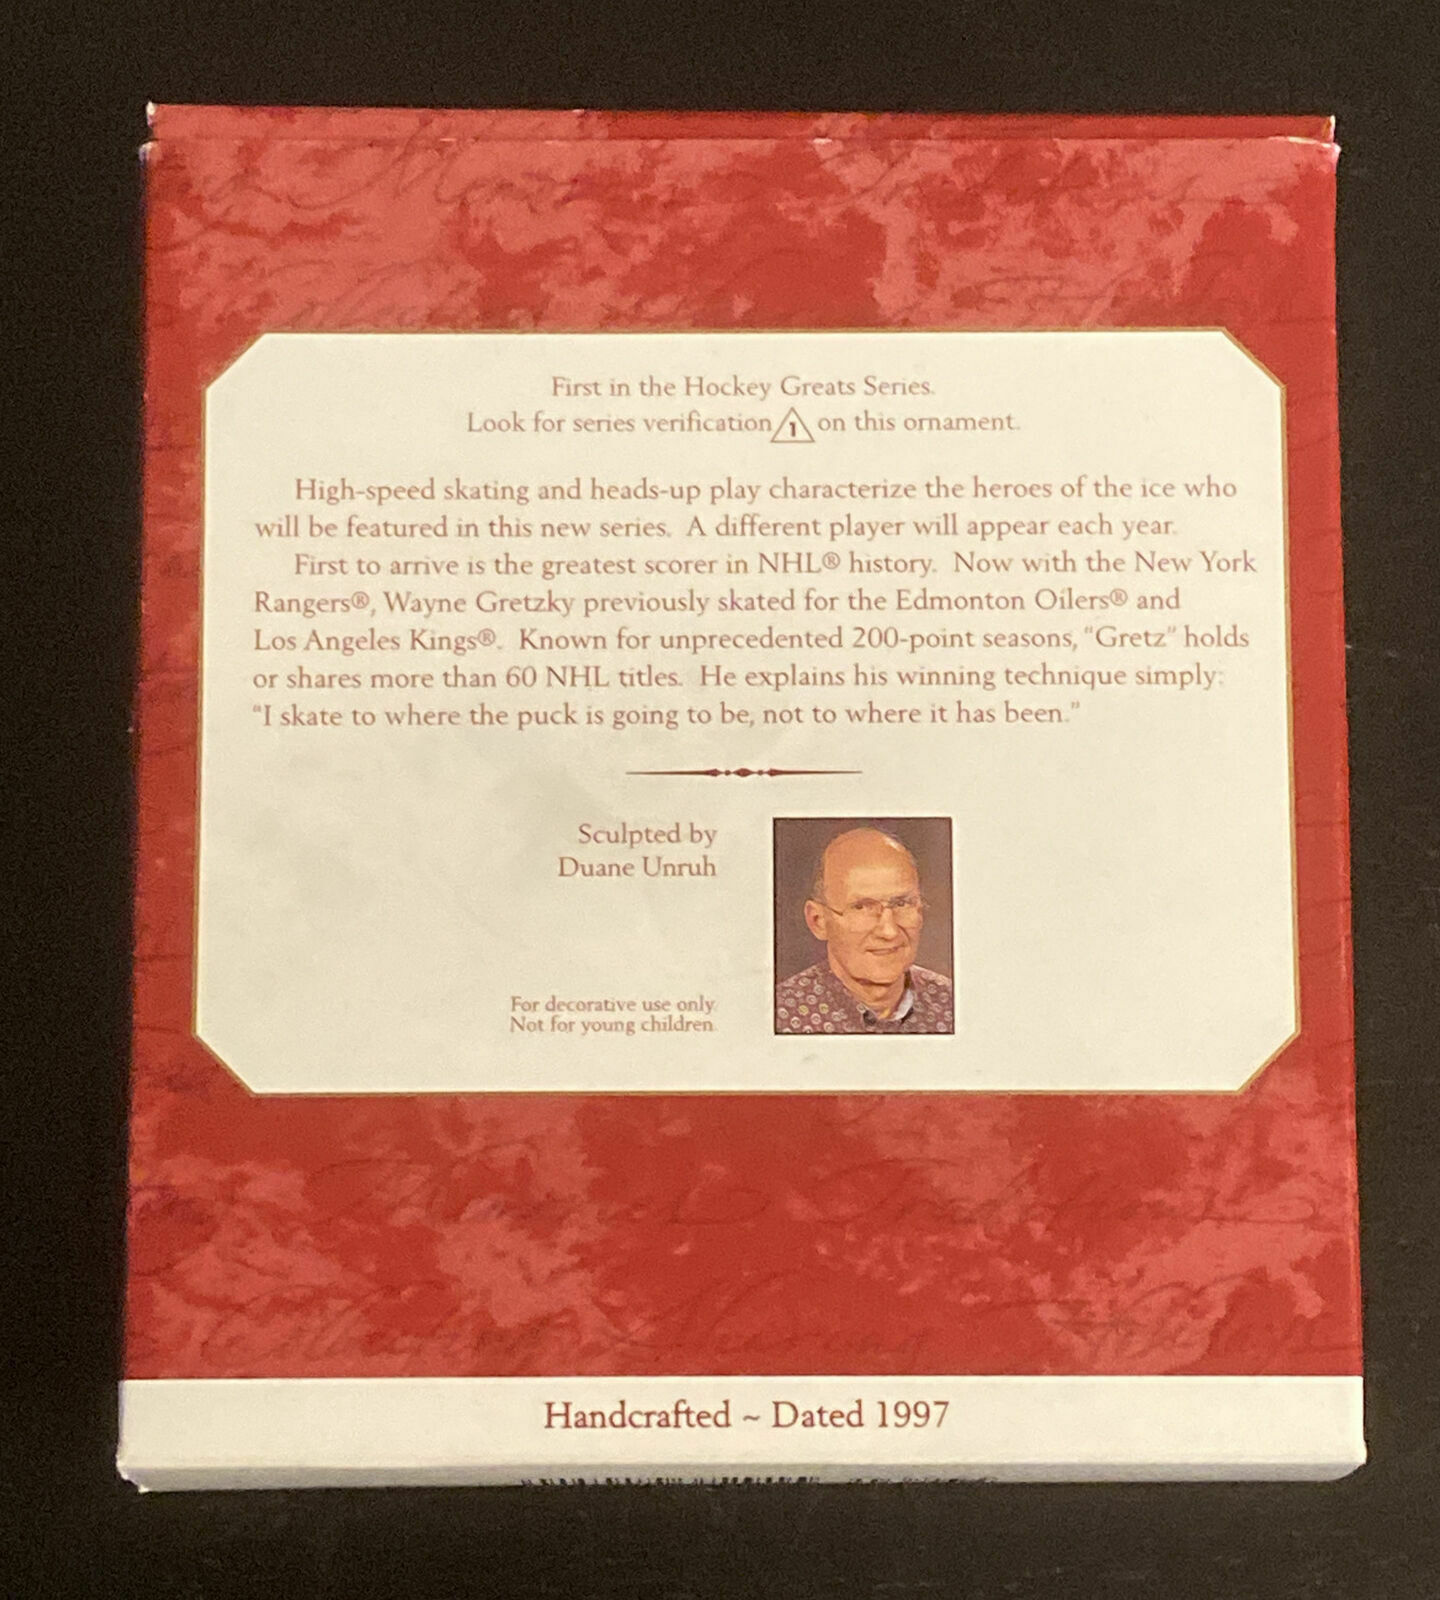 First in the Hockey Greats Series.
Look for series verification 1 on this ornament.
High-speed skating and heads-up play characterize the heroes of the ice who
will be featured in this new series. A different player will appear each year.
First to arrive is the greatest scorer in NHL® history. Now with the New York
Rangers®, Wayne Gretzky previously skated for the Edmonton Oilers® and
Los Angeles Kings®. Known for unprecedented 200-point seasons, "Gretz" holds
or shares more than 60 NHL titles. He explains his winning technique simply:
"I skate to where the puck is going to be, not to where it has been."
Sculpted by
Duane Unruh
For decorative use only.
Not for young children.
Handcrafted ~ Dated 1997